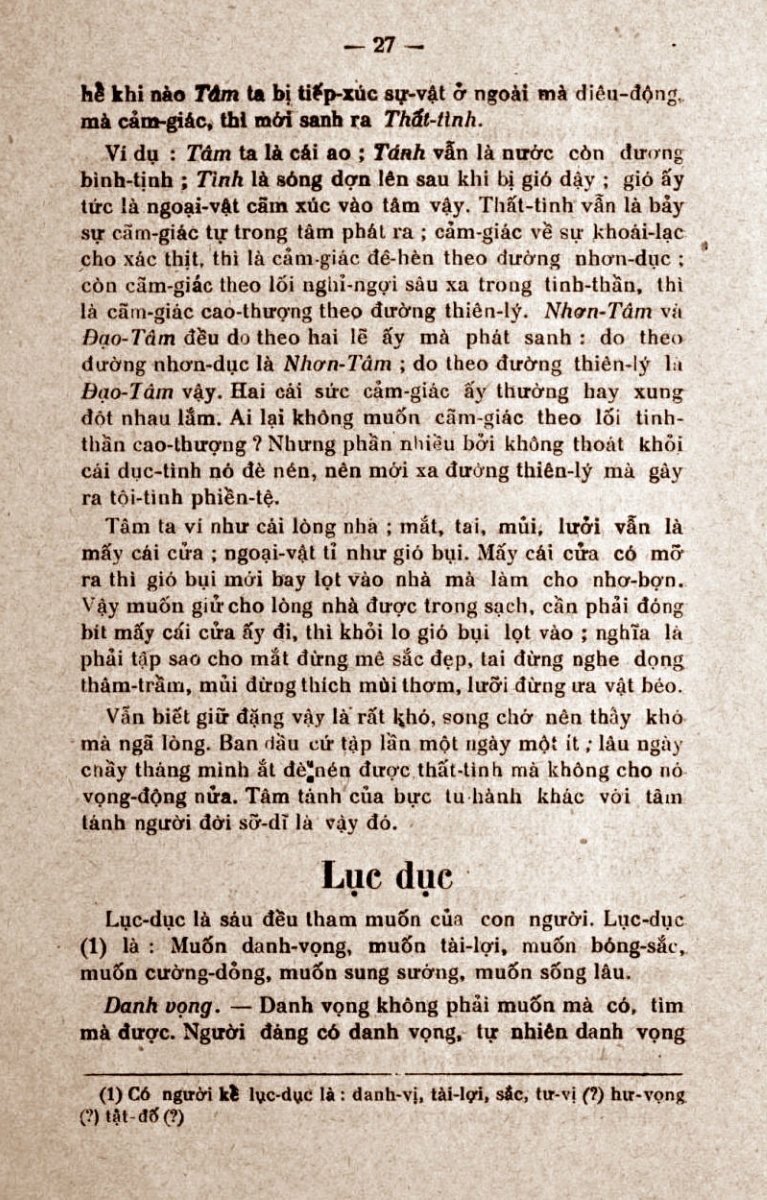 — 27 —
hễ khi nào Tâm ta bị tiếp-xúc sự-vật ở ngoài mà diêu-động,
mà cảm-giác, thì mới sanh ra Thất-tình.
Ví dụ : Tâm ta là cái ao ; Tánh vẫn là nước còn đương
bình-tịnh ; Tình là sóng dợn lên sau khi bị gió dậy ; gió ấy
tức là ngoại-vật cãm xúc vào tâm vậy. Thất-tình vẫn là bảy
sự cãm-giác tự trong tâm phát ra ; cảm-giác về sự khoái-lạc
cho xác thịt, thì là cảm-giác đê-hèn theo đường nhơn-dục ;
còn cãm-giác theo lối nghỉ-ngợi sâu xa trong tinh-thần, thì
là cãm-giác cao-thượng theo đường thiên-lý. Nhơn-Tâm và
Đạo-Tâm đều do theo hai lẽ ấy mà phát sanh : do theo
đường nhơn-dục là Nhơn-Tâm ; do theo đường thiên-lý là
Đạo-Tâm vậy. Hai cái sức cảm-giác ấy thường hay xung
đột nhau lắm. Ai lại không muốn cãm-giác theo lối tinh-
thần cao-thượng ? Nhưng phần nhiều bởi không thoát khỏi
cái dục-tình nó đè nén, nên mới xa đường thiên-lý mà gây
ra tội-tình phiền-tệ.
Tâm ta ví như cái lòng nhà ; mắt, tai, mũi, lưởi vẫn là
mấy cái cửa ; ngoại-vật tỉ như gió bụi. Mấy cái cửa có mỡ
ra thì gió bụi mới bay lọt vào nhà mà làm cho nhơ-bợn.
Vậy muốn giử cho lòng nhà được trong sạch, cần phải đóng
bít mấy cái cửa ấy đi, thì khỏi lo gió bụi lọt vào ; nghĩa là
phải tập sao cho mắt đừng mê sắc đẹp, tai đừng nghe dọng
thâm-trầm, mủi đừng thích mùi thơm, lưỡi đừng ưa vật béo.
Vẫn biết giữ đặng vậy là rất khó, song chớ nên thấy khó
mà ngã lòng. Ban đầu cứ tập lần một ngày một ít ; lâu ngày
chầy tháng mình ắt đè nén được thất-tình mà không cho nó
vọng-động nửa. Tâm tánh của bực tu hành khác với tâm
tánh người đời sỡ-dĩ là vậy đó.
Lục dục
Lục-dục là sáu đều tham muốn của con người. Lục-dục
(1) là : Muốn danh-vọng, muốn tài-lợi, muốn bóng-sắc,
muốn cường-dỏng, muốn sung sướng, muốn sống lâu.
Danh vọng. — Danh vọng không phải muốn mà có, tìm
mà được. Người đáng có danh vọng, tự nhiên danh vọng
(1) Có người kể lục-dục là : danh-vị, tài-lợi, sắc, tư-vị (?) hư-vọng
(?) tật-đố (?)